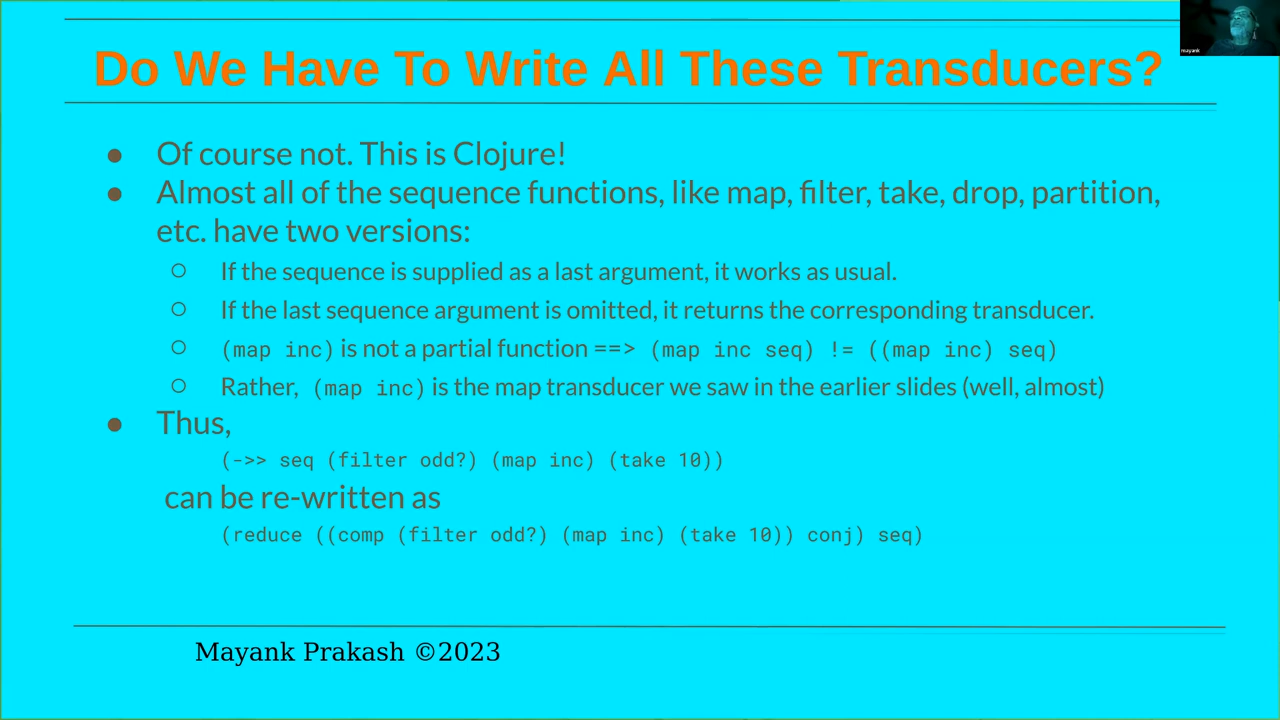 Do We Have To Write All These Transducers?
mayank
● Of course not. This is Clojure!
● Almost all of the sequence functions, like map, filter, take, drop, partition,
etc. have two versions:
○ If the sequence is supplied as a last argument, it works as usual.
○ If the last sequence argument is omitted, it returns the corresponding transducer.
○ (map inc) is not a partial function ==> (map inc seq) != ((map inc) seq)
○ Rather, (map inc) is the map transducer we saw in the earlier slides (well, almost)
● Thus,
(->> seq (filter odd?) (map inc) (take 10))
can be re-written as
(reduce ((comp (filter odd?) (map inc) (take 10)) conj) seq)
Mayank Prakash ©2023